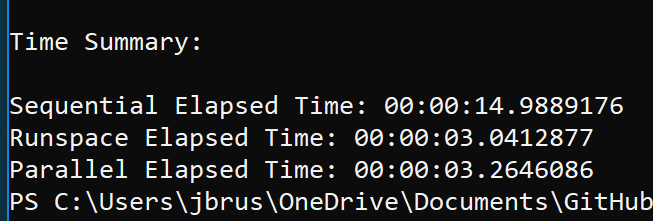 Time Summary:
Sequential Elapsed Time: 00:00:14.9889176
Runspace Elapsed Time: 00:00:03.0412877
Parallel Elapsed Time: 00:00:03.2646086
PS C:\Users\jbrus\OneDrive\Documents\GitHub